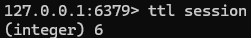 127.0.0.1:6379> ttl session
(integer) 6